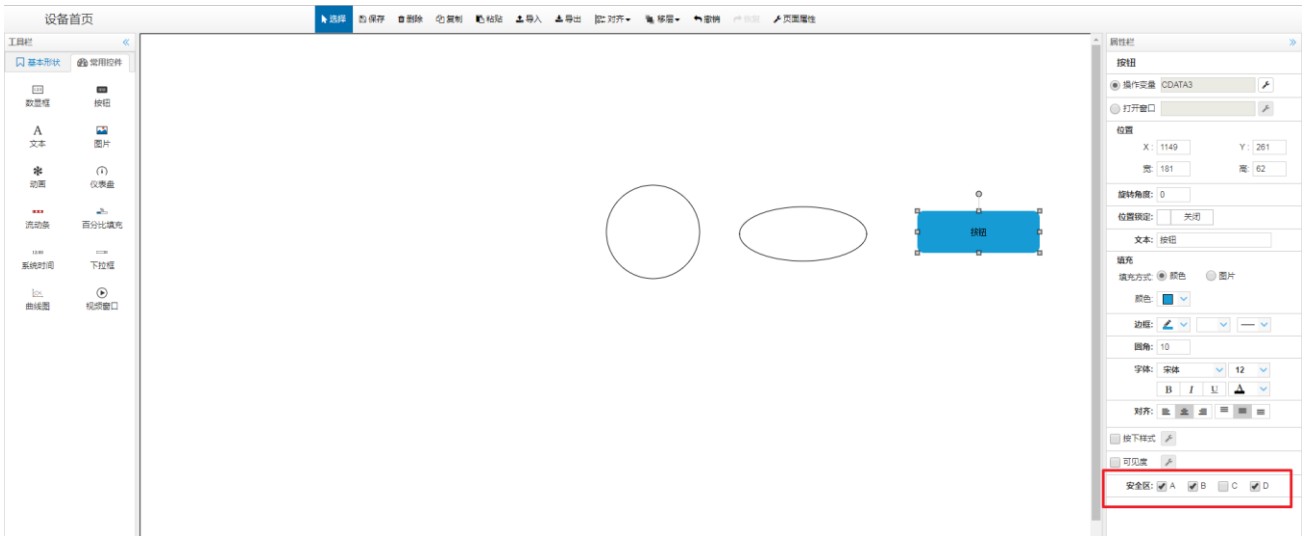 设备首页
选择 保存 自删除 复制 粘贴 导入 导出 对齐 移层 撤销 恢复 页面属性
工具栏
基本形状 常用控件
数显框 按钮
文本 图片
动画 仪表盘
流动条 百分比填充
系统时间 下拉框
曲线图 视频窗口
按钮
属性栏
按钮
操作变量 CDATA3
打开窗口
位置
X: 1149 Y: 261
宽: 181 高: 62
旋转角度: 0
位置锁定: 关闭
文本: 按钮
填充
填充方式: 颜色 图片
颜色:
边框:
圆角: 10
字体: 宋体 12
B I U A
对齐:
按下样式
可见度
安全区: A B C D